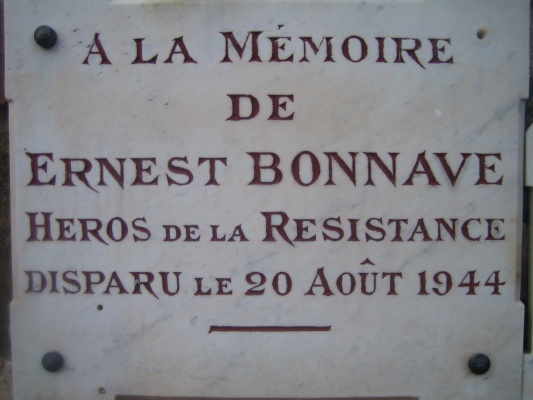 A LA MÉMOIRE
DE
ERNEST BONNAVE
HEROS DE LA RESISTANCE
DISPARU LE 20 AOÛT 1944